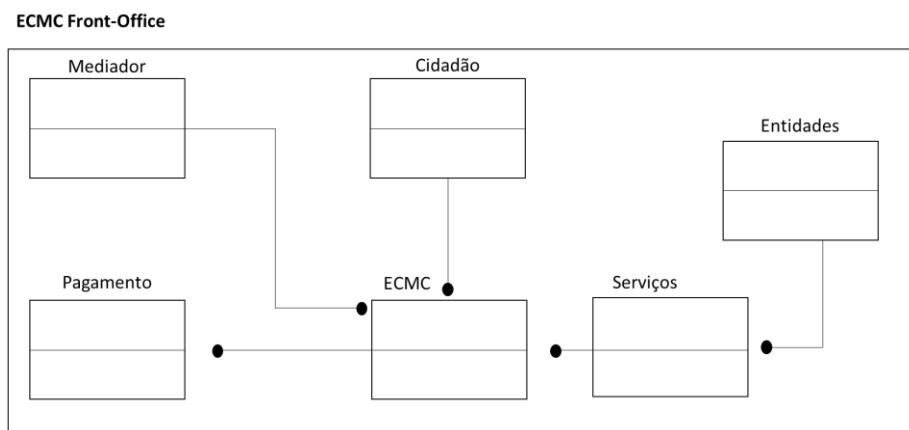 ECMC Front-Office
Mediador
Cidadão
Entidades
Pagamento
ECMC
Serviços